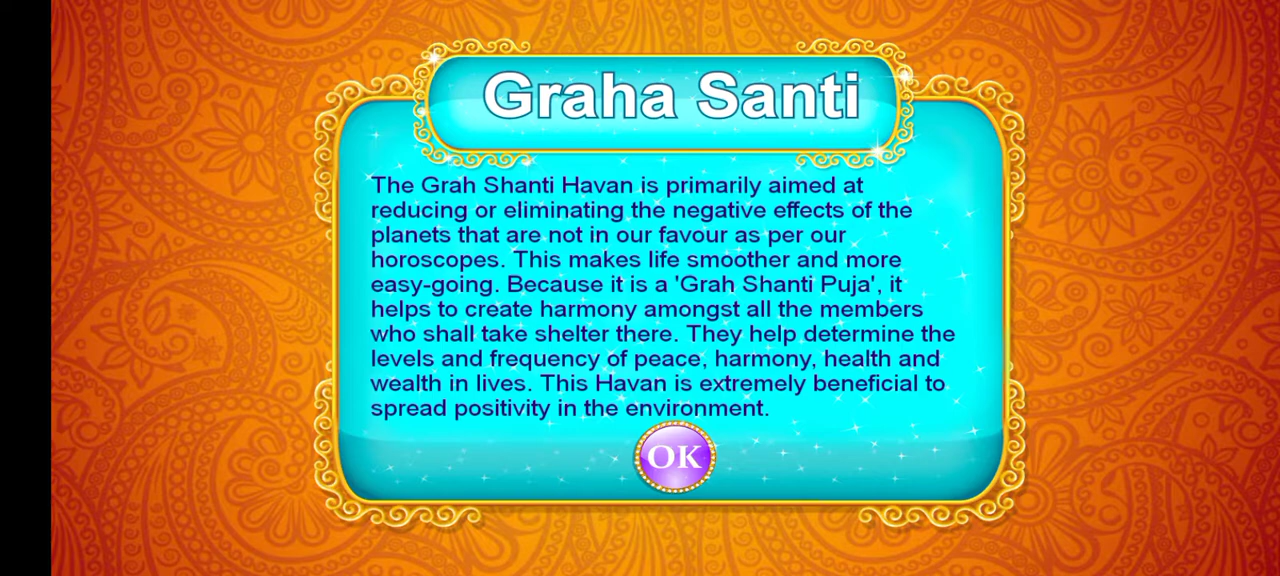 Graha Santi
The Grah Shanti Havan is primarily aimed at
reducing or eliminating the negative effects of the
planets that are not in our favour as per our
horoscopes. This makes life smoother and more
easy-going. Because it is a 'Grah Shanti Puja', it
helps to create harmony amongst all the members
who shall take shelter there. They help determine the
levels and frequency of peace, harmony, health and
wealth in lives. This Havan is extremely beneficial to
spread positivity in the environment.
OK